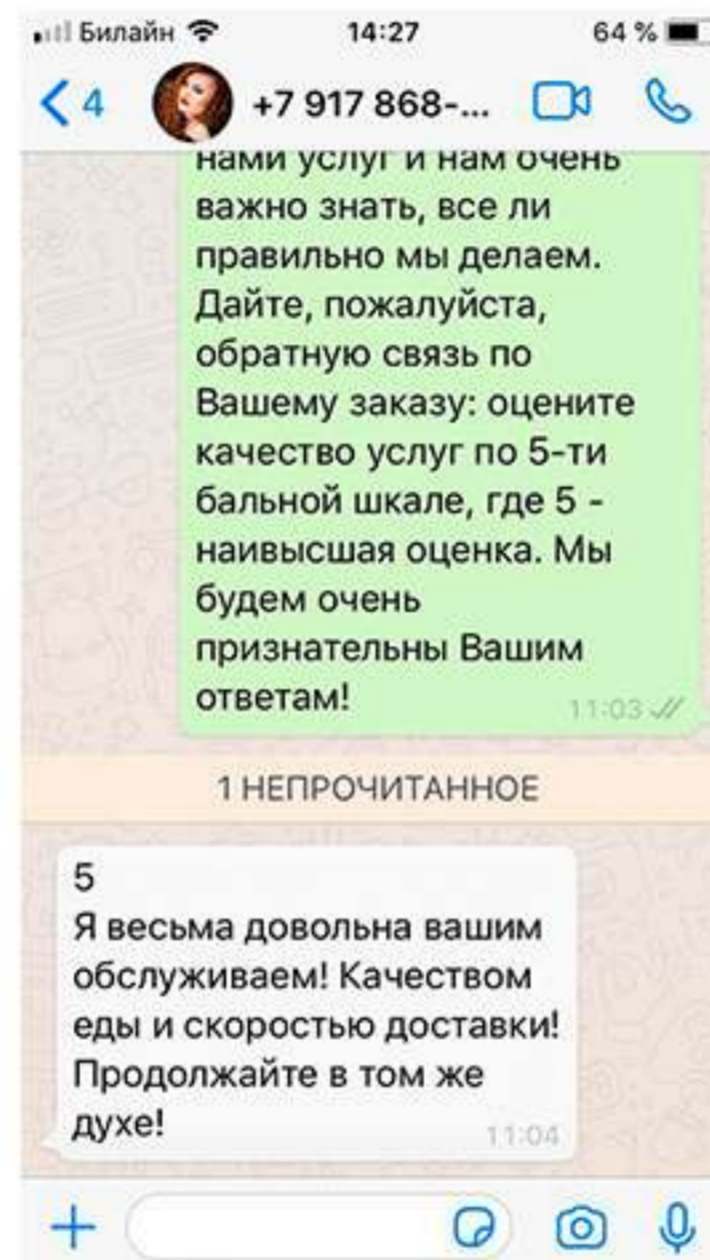 Билайн 14:27 64 %
4 +7 917 868-...
нами услуг и нам очень
важно знать, все ли
правильно мы делаем.
Дайте, пожалуйста,
обратную связь по
Вашему заказу: оцените
качество услуг по 5-ти
бальной шкале, где 5 -
наивысшая оценка. Мы
будем очень
признательны Вашим
ответам!
11:03
1 НЕПРОЧИТАННОЕ
5
Я весьма довольна вашим
обслуживаем! Качеством
еды и скоростью доставки!
Продолжайте в том же
духе!
11:04